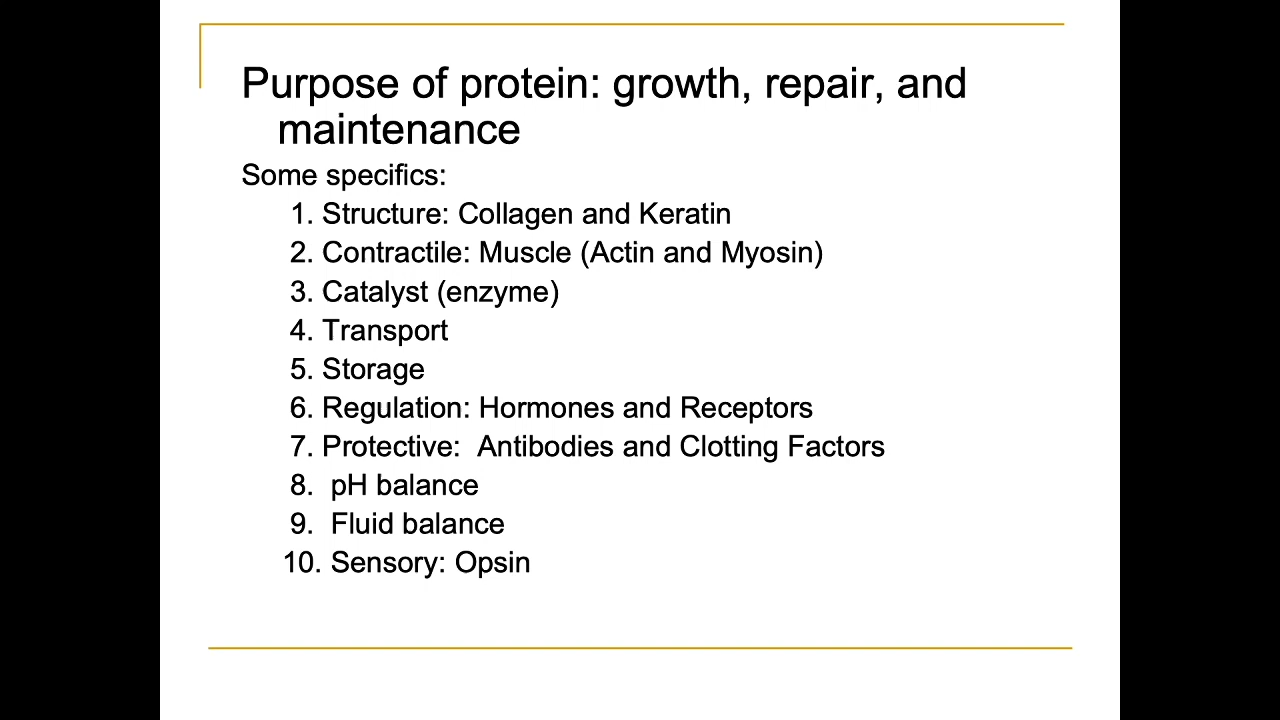 Purpose of protein: growth, repair, and
maintenance
Some specifics:
1. Structure: Collagen and Keratin
2. Contractile: Muscle (Actin and Myosin)
3. Catalyst (enzyme)
4. Transport
5. Storage
6. Regulation: Hormones and Receptors
7. Protective:  Antibodies and Clotting Factors
8.  pH balance
9.  Fluid balance
10. Sensory: Opsin